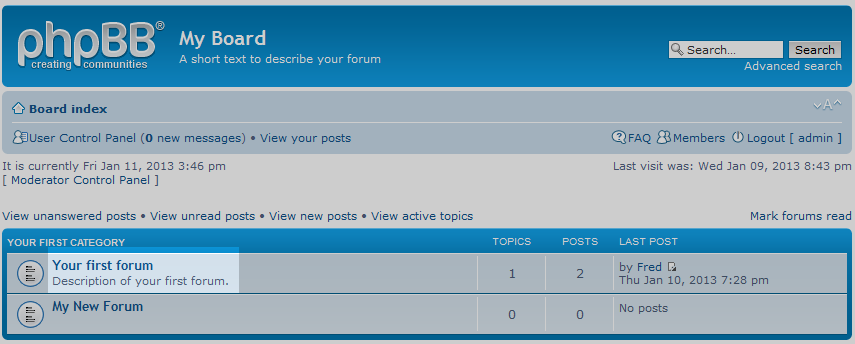 phpBB®
creating communities
My Board
A short text to describe your forum
Search...
Search
Advanced search
Board index
A
User Control Panel (0 new messages) • View your posts
FAQ Members Logout [ admin ]
It is currently Fri Jan 11, 2013 3:46 pm
Last visit was: Wed Jan 09, 2013 8:43 pm
[ Moderator Control Panel ]
View unanswered posts • View unread posts • View new posts • View active topics
Mark forums read
YOUR FIRST CATEGORY TOPICS POSTS LAST POST
Your first forum
Description of your first forum.
1 2
by Fred
Thu Jan 10, 2013 7:28 pm
My New Forum
0 0
No posts